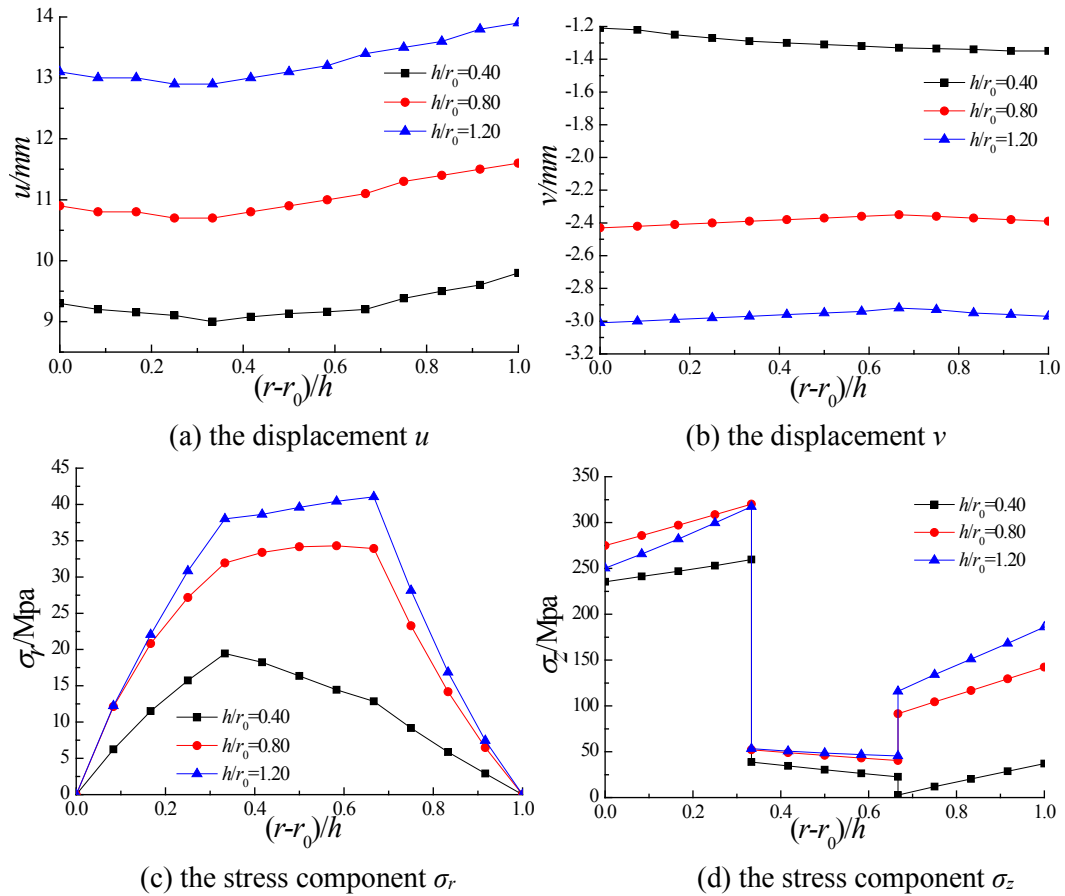 14
13
12
11
10
9
u/mm
h/r0=0.40
h/r0=0.80
h/r0=1.20
0.0 0.2 0.4 0.6 0.8 1.0
(r-r0)/h
(a) the displacement u
-1.2
-1.4
-1.6
-1.8
-2.0
-2.2
-2.4
-2.6
-2.8
-3.0
-3.2
v/mm
h/r0=0.40
h/r0=0.80
h/r0=1.20
0.0 0.2 0.4 0.6 0.8 1.0
(r-r0)/h
(b) the displacement v
45
40
35
30
25
20
15
10
5
0
σr/Mpa
h/r0=0.40
h/r0=0.80
h/r0=1.20
0.0 0.2 0.4 0.6 0.8 1.0
(r-r0)/h
(c) the stress component σr
350
300
250
200
150
100
50
0
σz/Mpa
h/r0=0.40
h/r0=0.80
h/r0=1.20
0.0 0.2 0.4 0.6 0.8 1.0
(r-r0)/h
(d) the stress component σz